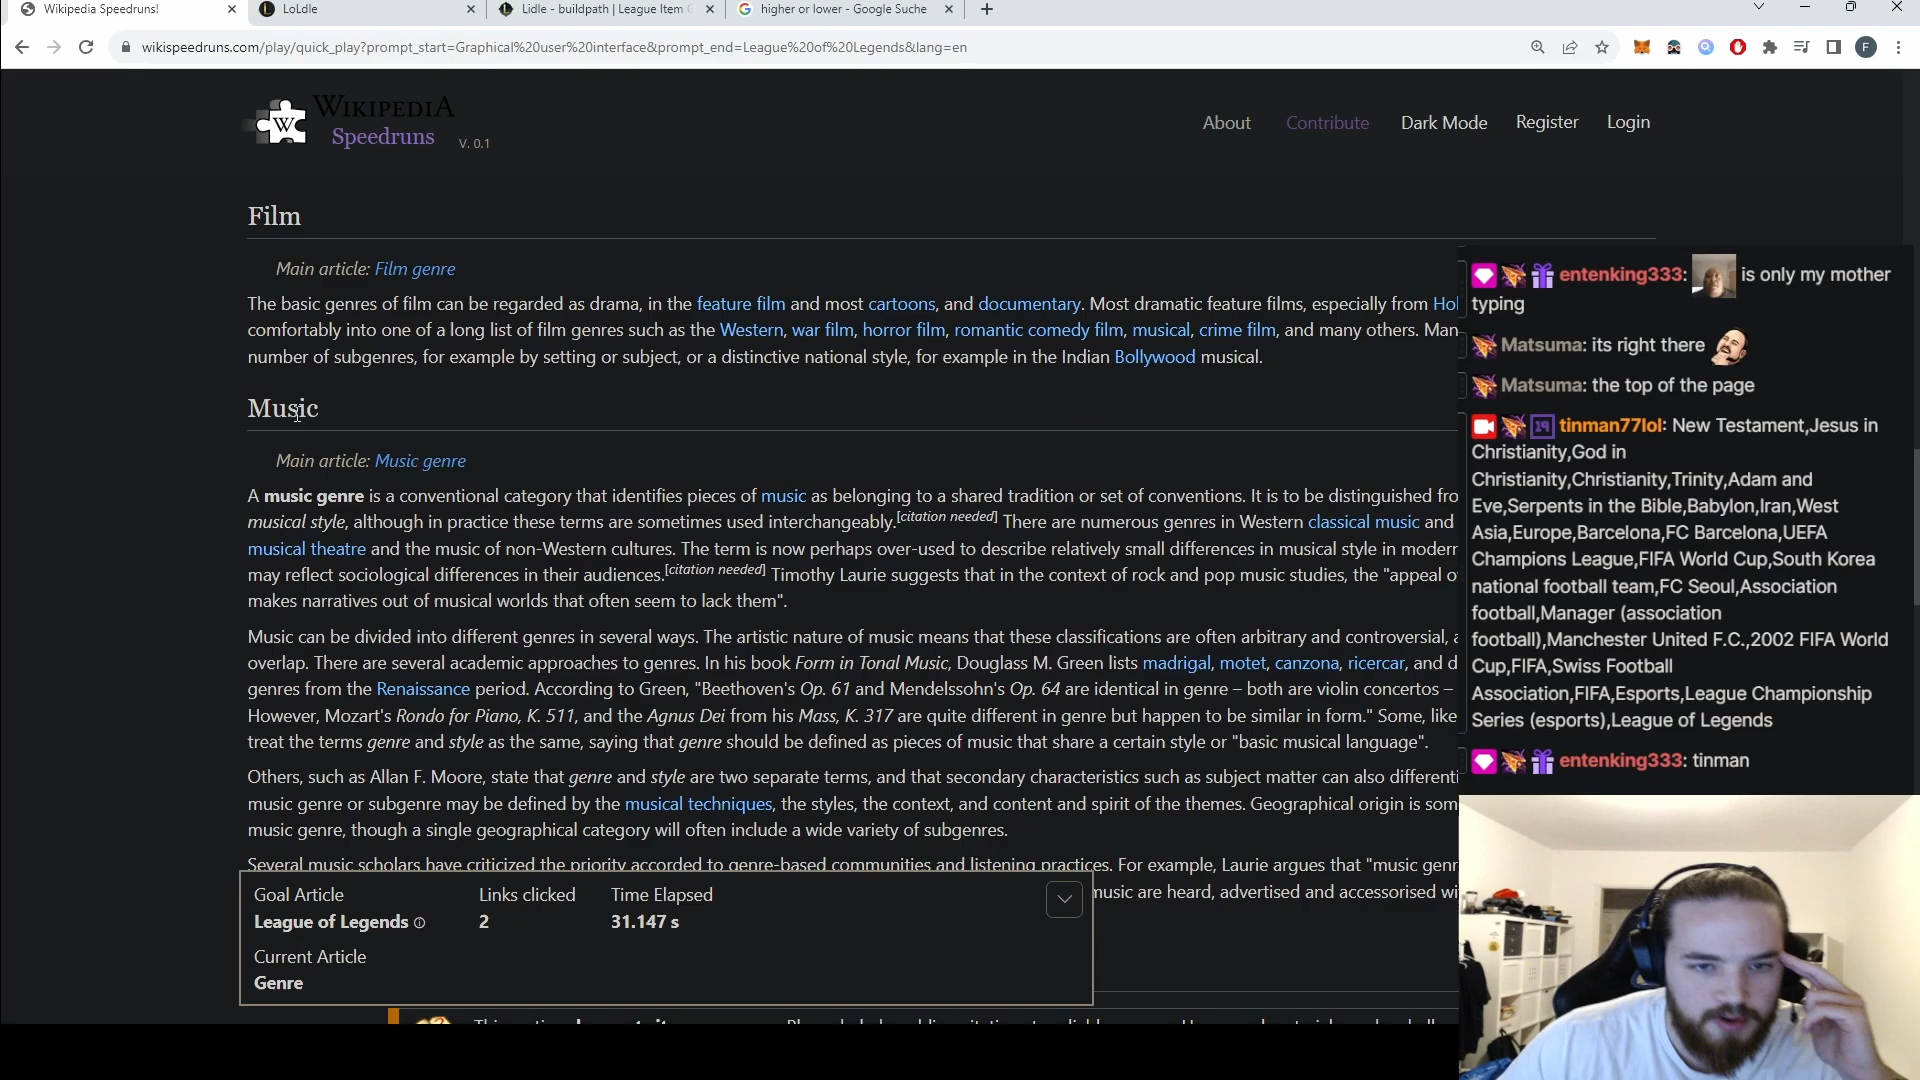 Wikipedia Speedruns!
LoLdle
Lidle - buildpath | League Item G
higher or lower - Google Suche
wikispeedruns.com/play/quick_play?prompt_start=Graphical%20user%20interface&prompt_end=League%20of%20Legends&lang=en
F
W
WIKIPEDIA
Speedruns
V. 0.1
About
Contribute
Dark Mode
Register
Login
Film
Main article: Film genre
The basic genres of film can be regarded as drama, in the feature film and most cartoons, and documentary. Most dramatic feature films, especially from Hol
comfortably into one of a long list of film genres such as the Western, war film, horror film, romantic comedy film, musical, crime film, and many others. Man
number of subgenres, for example by setting or subject, or a distinctive national style, for example in the Indian Bollywood musical.
Music
Main article: Music genre
A music genre is a conventional category that identifies pieces of music as belonging to a shared tradition or set of conventions. It is to be distinguished fro
musical style, although in practice these terms are sometimes used interchangeably.[citation needed] There are numerous genres in Western classical music and
musical theatre and the music of non-Western cultures. The term is now perhaps over-used to describe relatively small differences in musical style in modern
may reflect sociological differences in their audiences.[citation needed] Timothy Laurie suggests that in the context of rock and pop music studies, the "appeal o
makes narratives out of musical worlds that often seem to lack them".
Music can be divided into different genres in several ways. The artistic nature of music means that these classifications are often arbitrary and controversial, a
overlap. There are several academic approaches to genres. In his book Form in Tonal Music, Douglass M. Green lists madrigal, motet, canzona, ricercar, and d
genres from the Renaissance period. According to Green, "Beethoven's Op. 61 and Mendelssohn's Op. 64 are identical in genre – both are violin concertos –
However, Mozart's Rondo for Piano, K. 511, and the Agnus Dei from his Mass, K. 317 are quite different in genre but happen to be similar in form." Some, like
treat the terms genre and style as the same, saying that genre should be defined as pieces of music that share a certain style or "basic musical language".
Others, such as Allan F. Moore, state that genre and style are two separate terms, and that secondary characteristics such as subject matter can also differenti
music genre or subgenre may be defined by the musical techniques, the styles, the context, and content and spirit of the themes. Geographical origin is som
music genre, though a single geographical category will often include a wide variety of subgenres.
Several music scholars have criticized the priority accorded to genre-based communities and listening practices. For example, Laurie argues that "music genr
music are heard, advertised and accessorised wi
Goal Article
Links clicked
Time Elapsed
League of Legends
2
31.147 s
Current Article
Genre
entenking333: is only my mother
typing
Matsuma: its right there
Matsuma: the top of the page
19 tinman77lol: New Testament,Jesus in
Christianity,God in
Christianity,Christianity,Trinity,Adam and
Eve,Serpents in the Bible,Babylon,Iran,West
Asia,Europe,Barcelona,FC Barcelona,UEFA
Champions League,FIFA World Cup,South Korea
national football team,FC Seoul,Association
football,Manager (association
football),Manchester United F.C.,2002 FIFA World
Cup,FIFA,Swiss Football
Association,FIFA,Esports,League Championship
Series (esports),League of Legends
entenking333: tinman